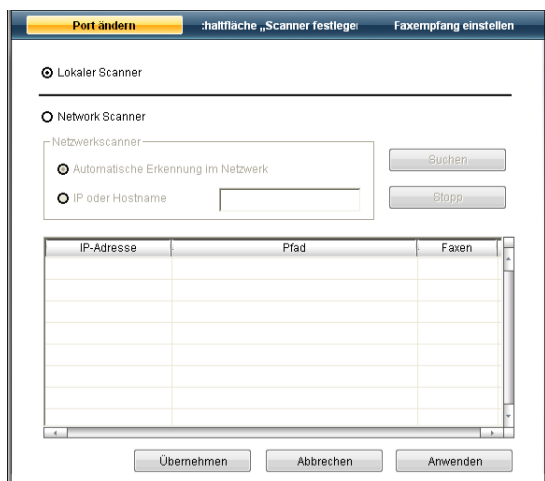 Port ändern :haltfläche „Scanner festlege Faxempfang einstellen
Lokaler Scanner
Network Scanner
Netzwerkscanner
Automatische Erkennung im Netzwerk
Suchen
IP oder Hostname
Stopp
IP-Adresse Pfad Faxen
Übernehmen Abbrechen Anwenden